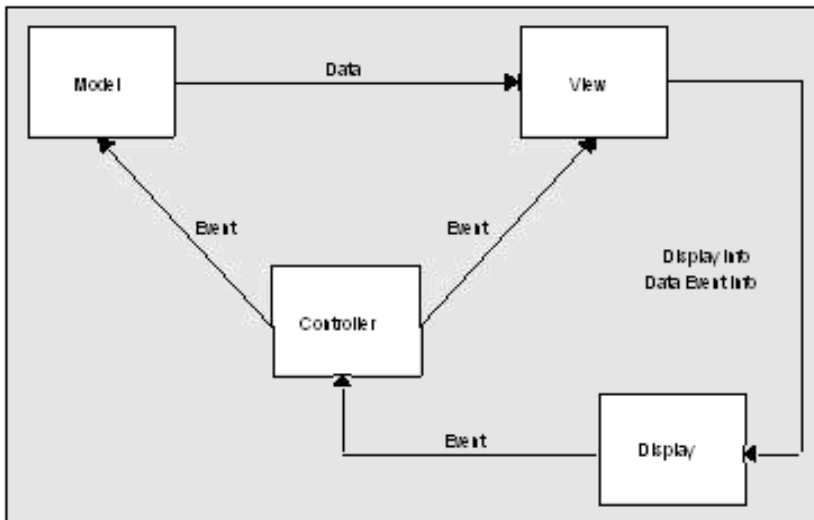 Model
Data
View
Event
Event
Display Info
Data Event Info
Controller
Event
Display